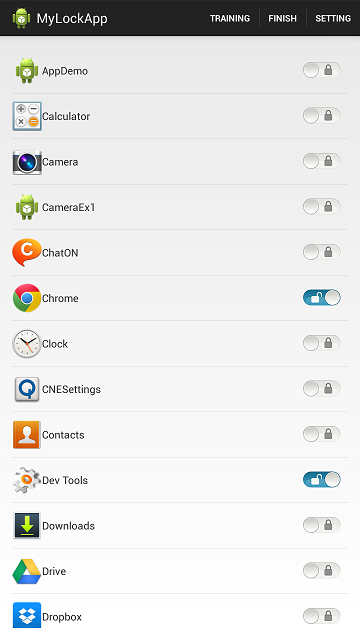 MyLockApp TRAINING FINISH SETTING
AppDemo
Calculator
Camera
CameraEx1
ChatON
Chrome
Clock
CNESettings
Contacts
Dev Tools
Downloads
Drive
Dropbox